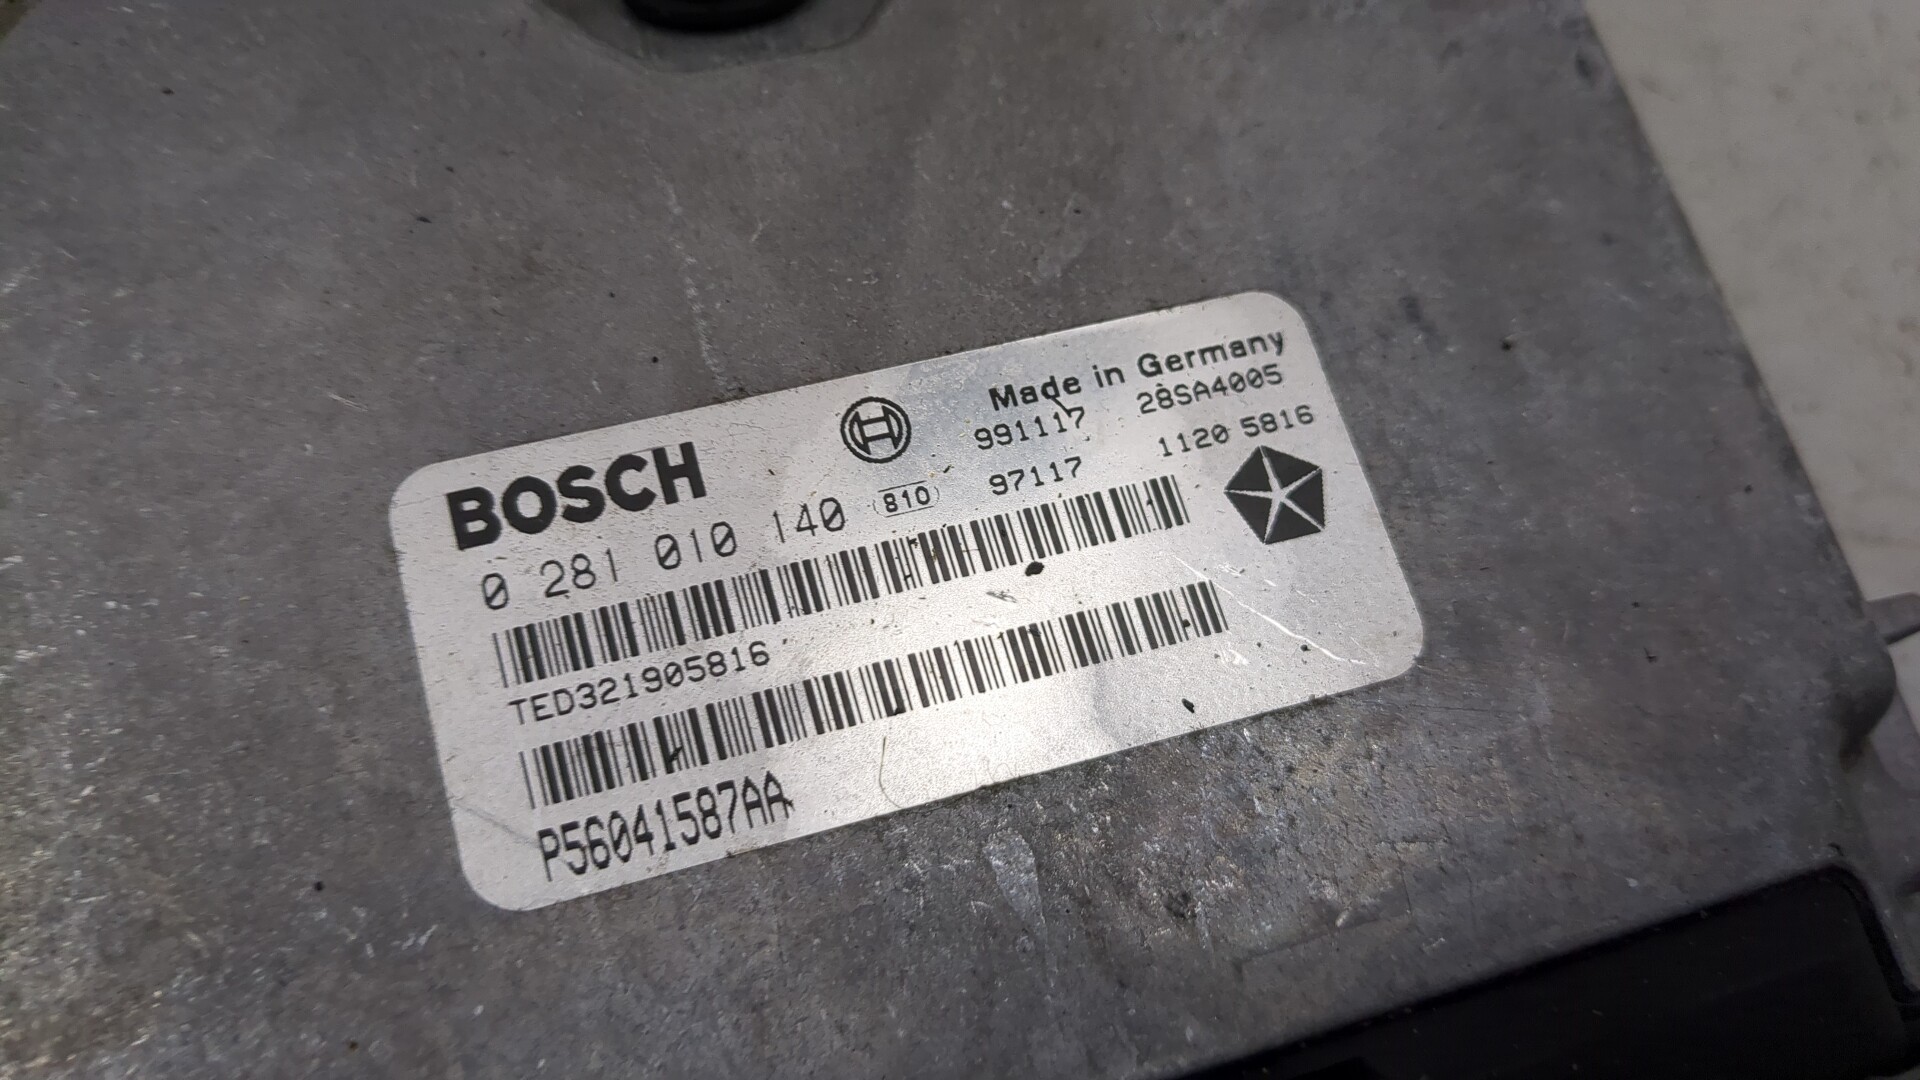 Made in Germany
991117 28SA4005
BOSCH
97117 1120 5816
0 281 010 140 810
TED321905816
P56041587AA